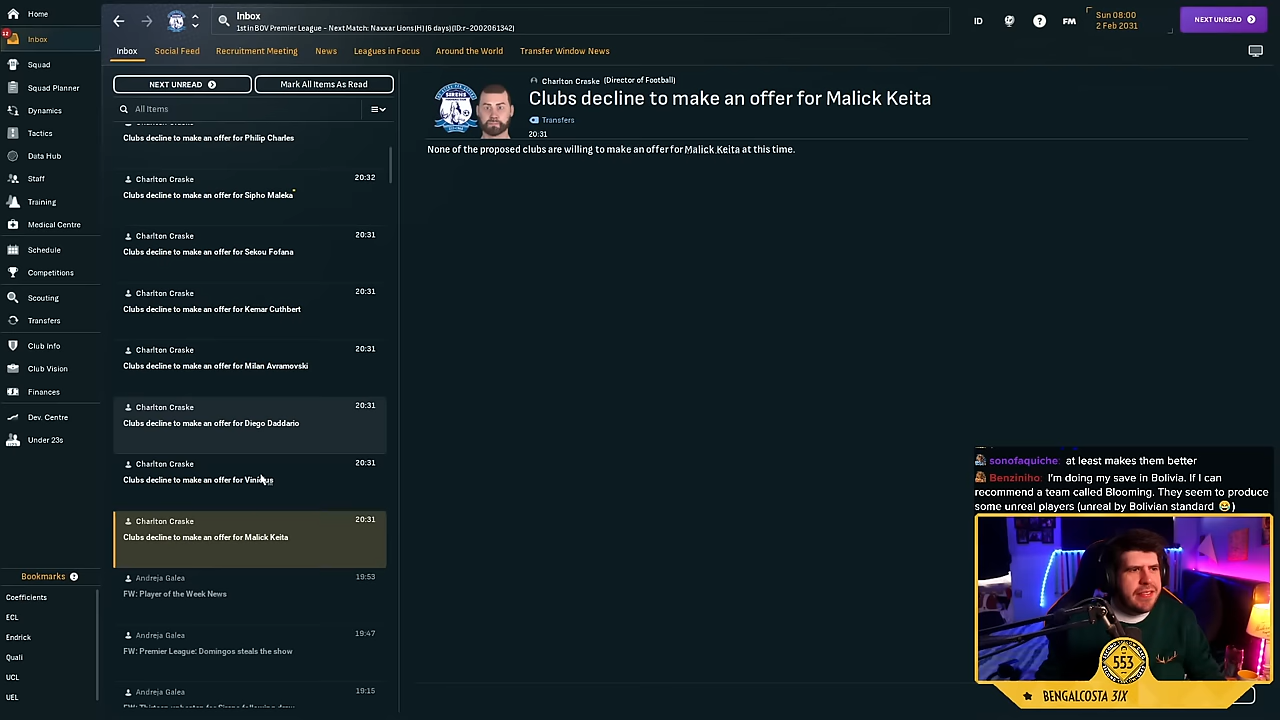 Home
Inbox
12
Squad
Squad Planner
Dynamics
Tactics
Data Hub
Staff
Training
Medical Centre
Schedule
Competitions
Scouting
Transfers
Club Info
Club Vision
Finances
Dev. Centre
Under 23s
Bookmarks
Coefficients
ECL
Endrick
Quali
UCL
UEL
Inbox
1st in BOV Premier League - Next Match: Naxxar Lions (H) (6 days) (ID:r-2002061342)
ID
FM
Sun 08:00
2 Feb 2031
NEXT UNREAD
Inbox
Social Feed
Recruitment Meeting
News
Leagues in Focus
Around the World
Transfer Window News
NEXT UNREAD
Mark All Items As Read
All Items
Clubs decline to make an offer for Philip Charles
Charlton Craske
20:32
Clubs decline to make an offer for Sipho Maleka
Charlton Craske
20:31
Clubs decline to make an offer for Sekou Fofana
Charlton Craske
20:31
Clubs decline to make an offer for Kemar Cuthbert
Charlton Craske
20:31
Clubs decline to make an offer for Milan Avramovski
Charlton Craske
20:31
Clubs decline to make an offer for Diego Daddario
Charlton Craske
20:31
Clubs decline to make an offer for Vinícius
Charlton Craske
20:31
Clubs decline to make an offer for Malick Keita
Andreja Galea
19:53
FW: Player of the Week News
Andreja Galea
19:47
FW: Premier League: Domingos steals the show
Andreja Galea
19:15
SIRENS
Charlton Craske (Director of Football)
Clubs decline to make an offer for Malick Keita
Transfers
20:31
None of the proposed clubs are willing to make an offer for Malick Keita at this time.
sonofaquiche: at least makes them better
Benzinho: I'm doing my save in Bolivia. If I can
recommend a team called Blooming. They seem to produce
some unreal players (unreal by Bolivian standard 😅)
553
BENGALCOSTA 31X